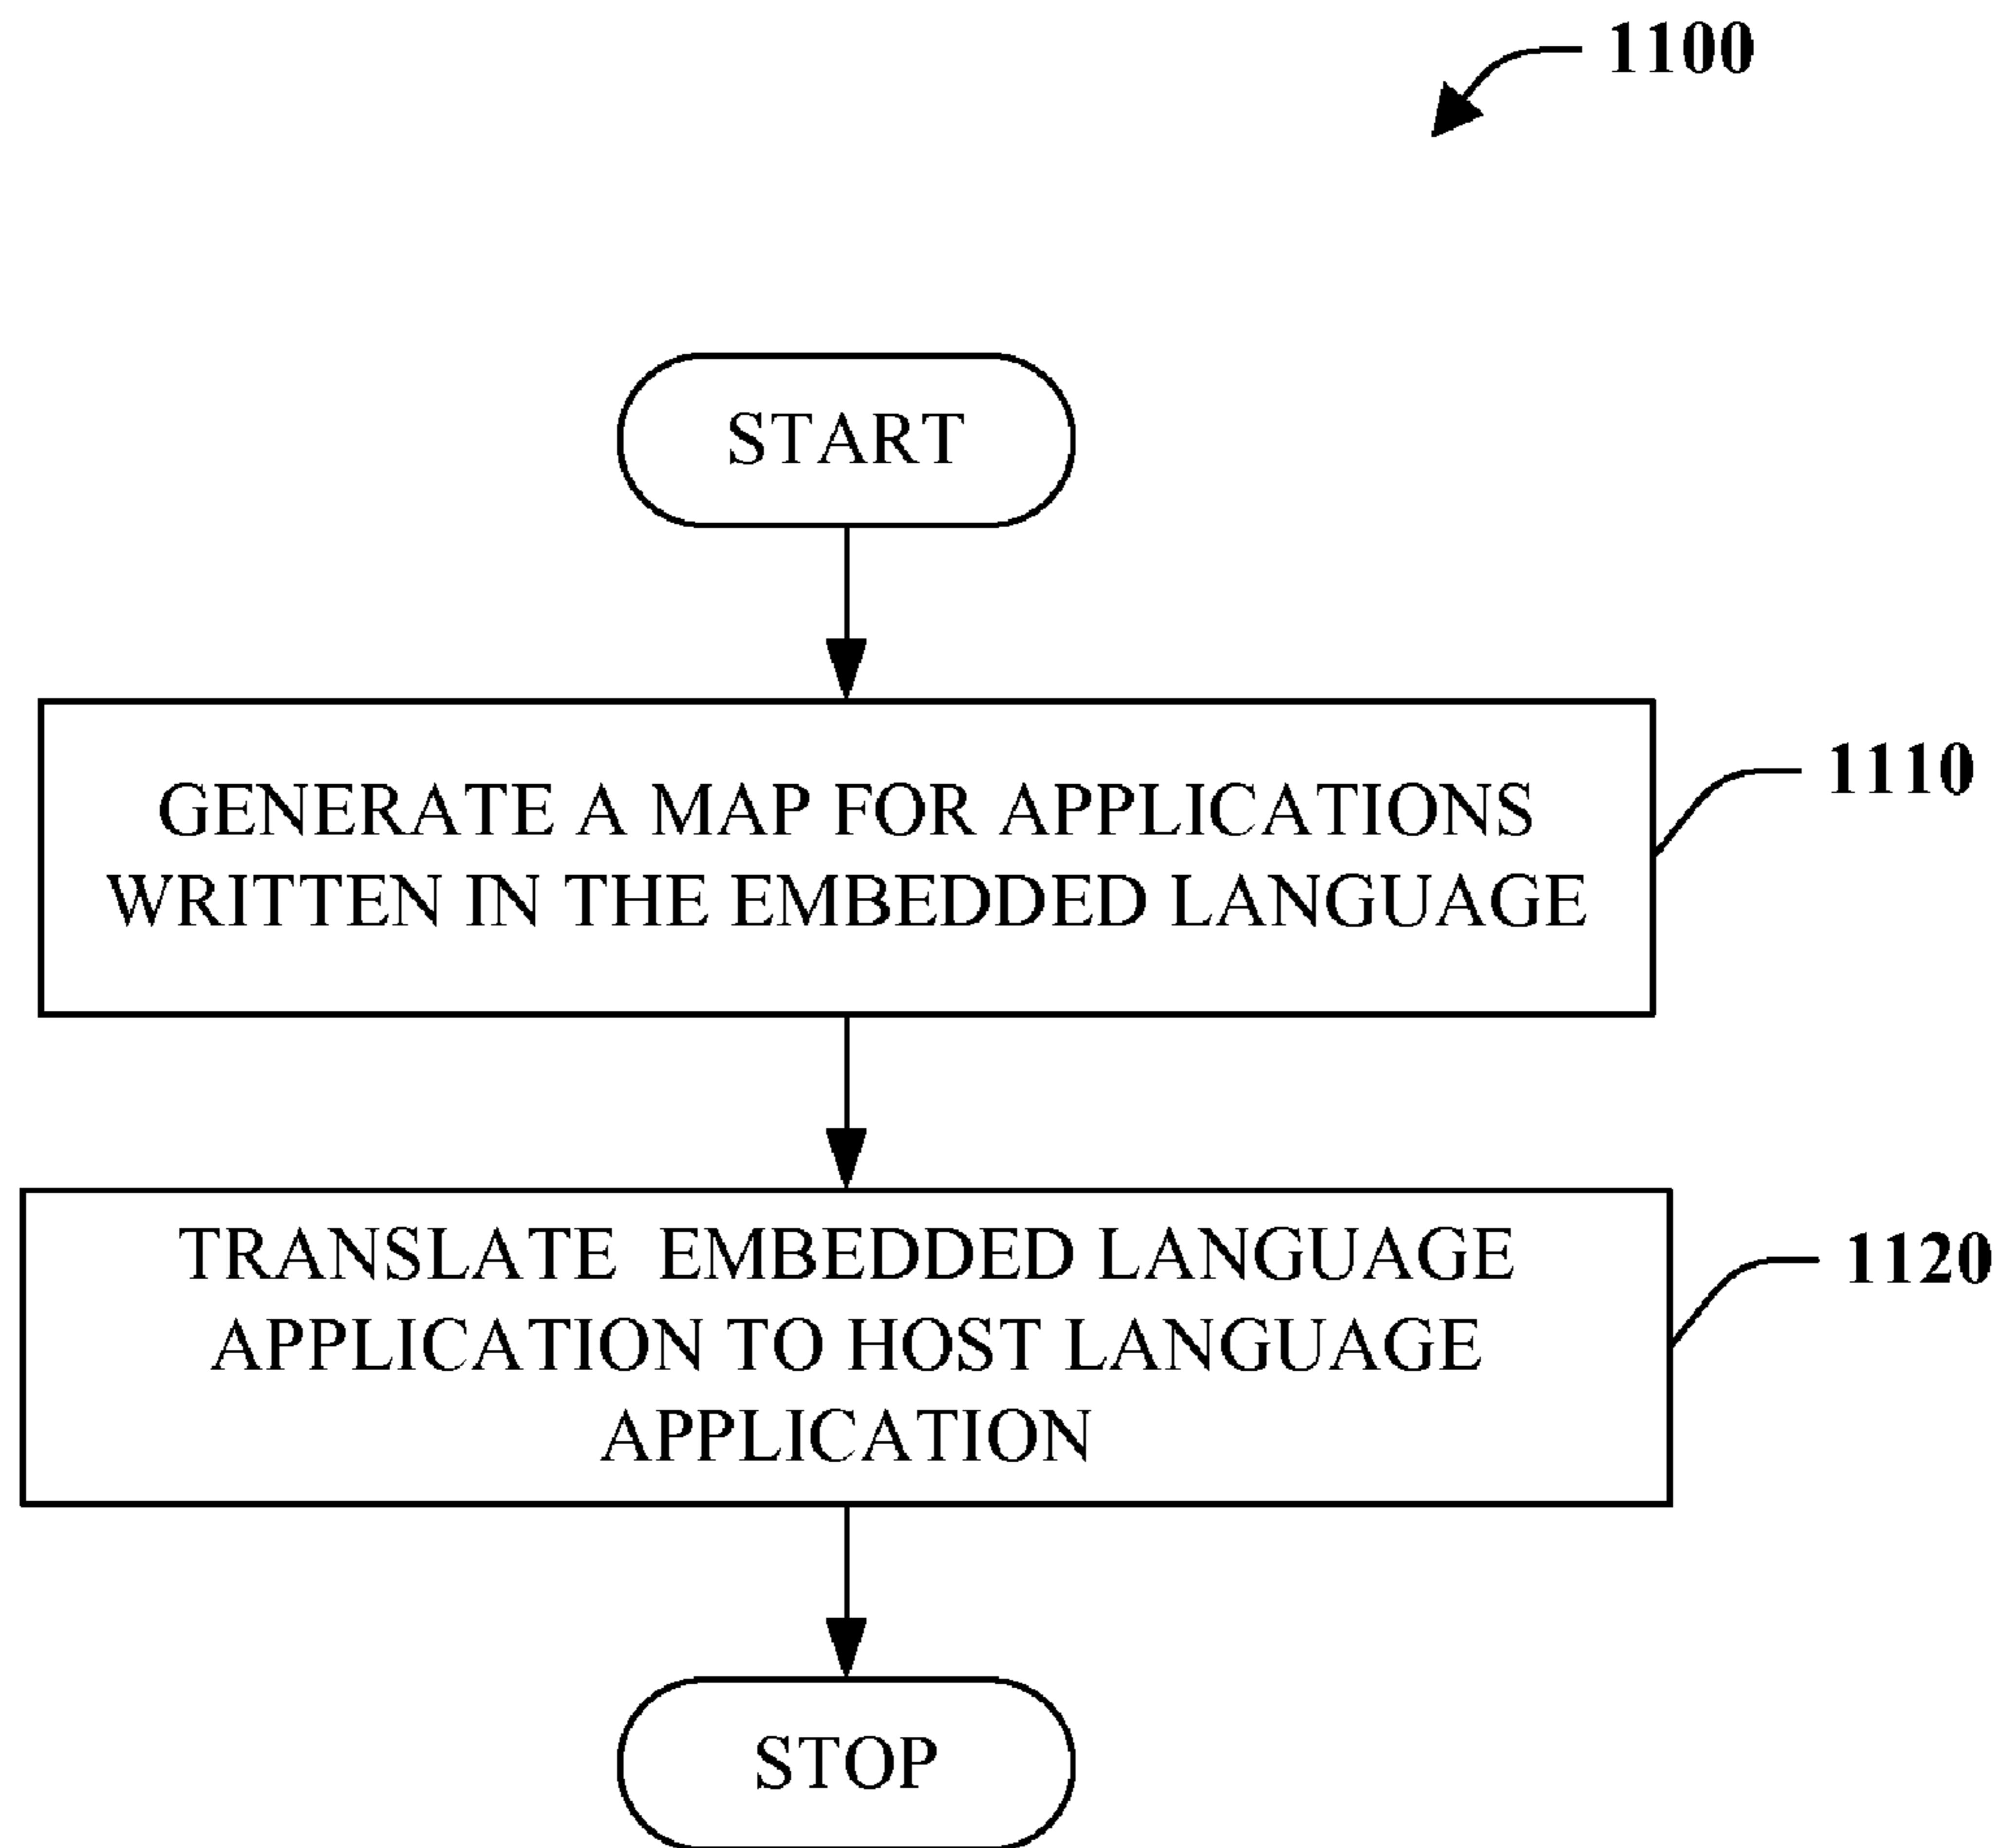 1100
START
GENERATE A MAP FOR APPLICATIONS
WRITTEN IN THE EMBEDDED LANGUAGE
1110
TRANSLATE EMBEDDED LANGUAGE
APPLICATION TO HOST LANGUAGE
APPLICATION
1120
STOP